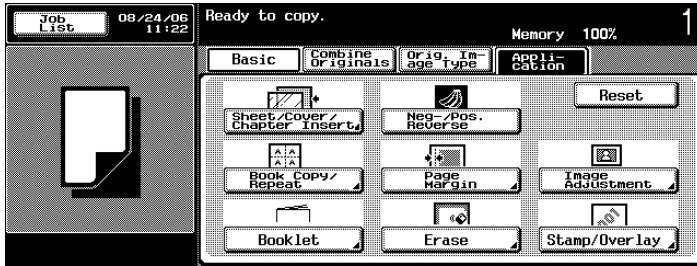 Job
List
08/24/06
11:22
Ready to copy.
Memory 100%
1
Basic
Combine
Originals
Orig. Im-
age Type
Appli-
cation
Reset
Sheet/Cover/
Chapter Insert
Neg-/Pos.
Reverse
A A
A A
Book Copy/
Repeat
Page
Margin
Image
Adjustment
Booklet
Erase
001
Stamp/Overlay